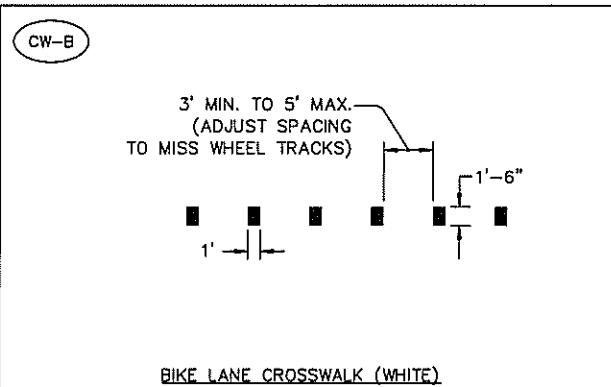 CW-B
3' MIN. TO 5' MAX.
(ADJUST SPACING
TO MISS WHEEL TRACKS)
1'-6"
1'
BIKE LANE CROSSWALK (WHITE)